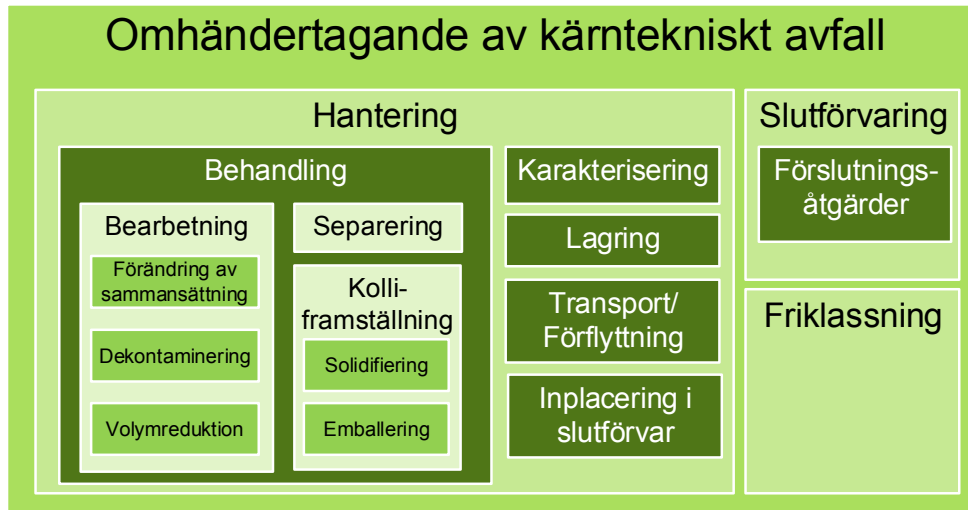 Omhändertagande av kärntekniskt avfall
Hantering
Behandling
Bearbetning
Förändring av
sammansättning
Dekontaminering
Volymreduktion
Separering
Kolli-
framställning
Solidifiering
Emballering
Karakterisering
Lagring
Transport/
Förflyttning
Inplacering i
slutförvar
Slutförvaring
Förslutnings-
åtgärder
Friklassning